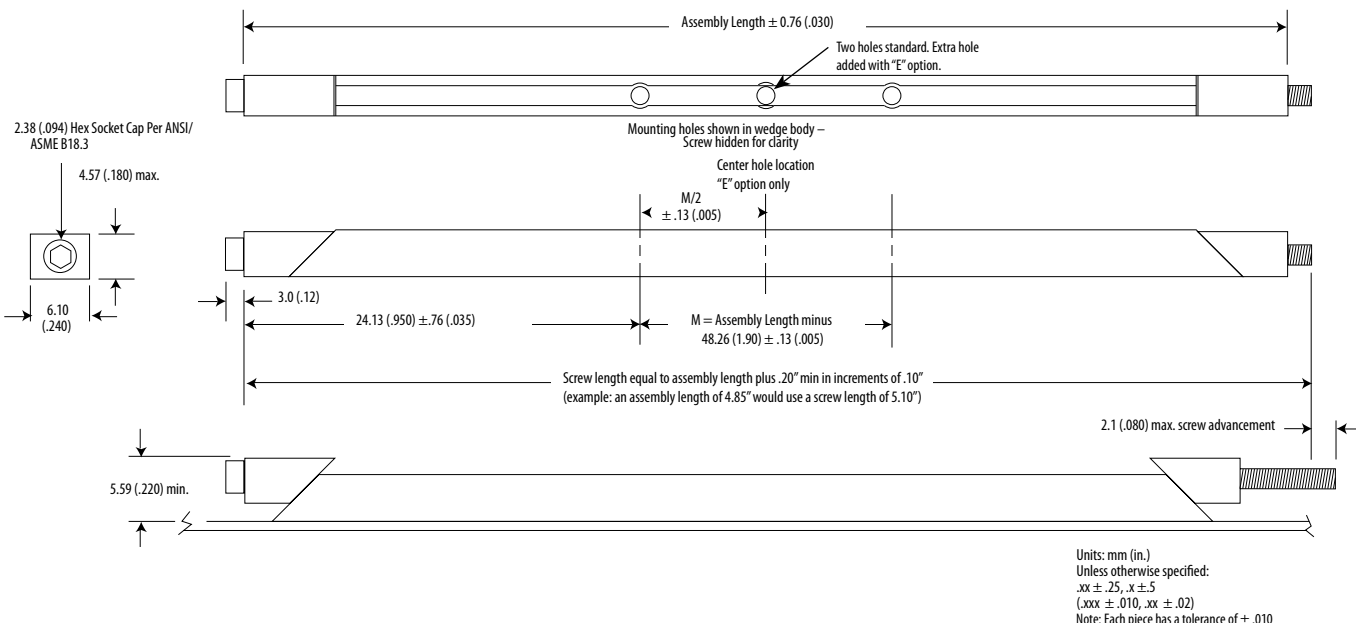 Assembly Length ± 0.76 (.030)
Two holes standard. Extra hole
added with “E” option.
2.38 (.094) Hex Socket Cap Per ANSI/
ASME B18.3
Mounting holes shown in wedge body –
Screw hidden for clarity
4.57 (.180) max.
Center hole location
“E” option only
M/2
± .13 (.005)
6.10
(.240)
3.0 (.12)
24.13 (.950) ±.76 (.035)
M = Assembly Length minus
48.26 (1.90) ± .13 (.005)
Screw length equal to assembly length plus .20” min in increments of .10”
(example: an assembly length of 4.85” would use a screw length of 5.10”)
2.1 (.080) max. screw advancement
5.59 (.220) min.
Units: mm (in.)
Unless otherwise specified:
.xx ± .25, .x ±.5
(.xxx ± .010, .xx ± .02)
Note: Each piece has a tolerance of ± .010